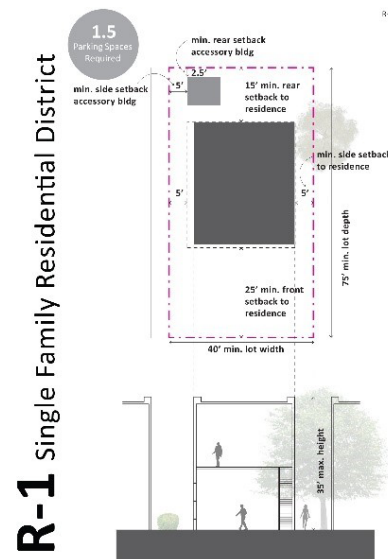 R-
1.5
Parking Spaces
Required
min. rear setback
accessory bldg
min. side setback
accessory bldg
2.5'
5'
15' min. rear
setback to
residence
min. side setback
to residence
5'
5'
25' min. front
setback to
residence
75' min. lot depth
40' min. lot width
35' max. height
R-1 Single Family Residential District